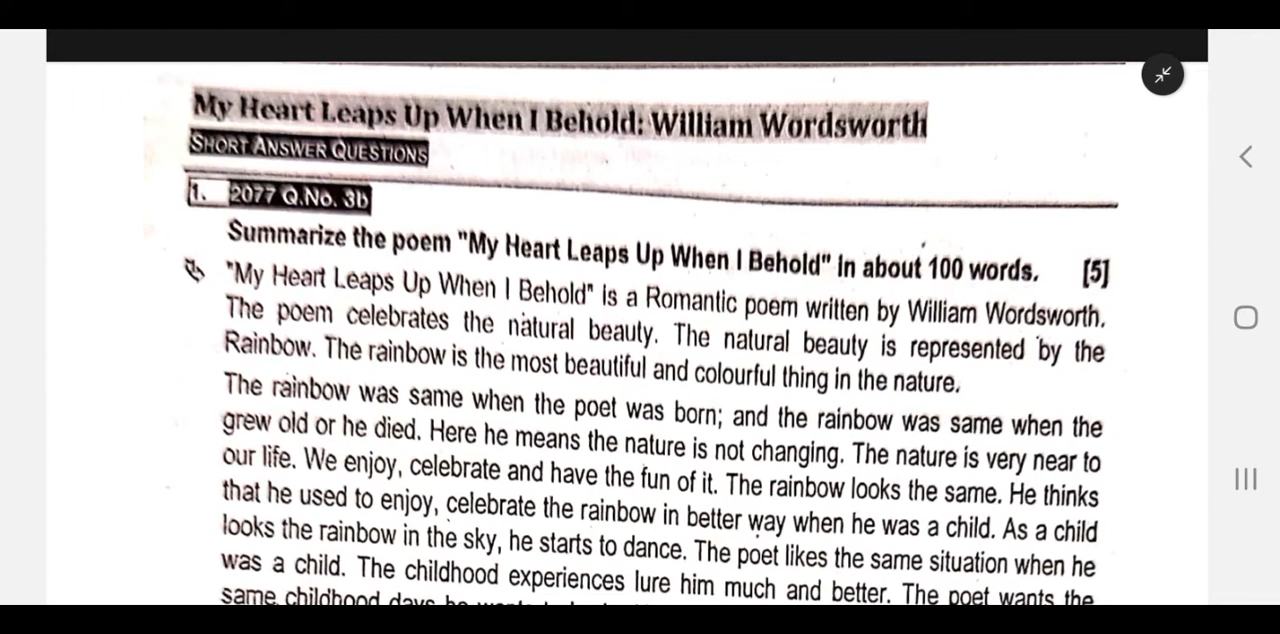 My Heart Leaps Up When I Behold: William Wordsworth
SHORT ANSWER QUESTIONS
1. 2077 Q.No. 3b
Summarize the poem "My Heart Leaps Up When I Behold" in about 100 words. [5]
"My Heart Leaps Up When I Behold" is a Romantic poem written by William Wordsworth.
The poem celebrates the natural beauty. The natural beauty is represented by the
Rainbow. The rainbow is the most beautiful and colourful thing in the nature.
The rainbow was same when the poet was born; and the rainbow was same when the
grew old or he died. Here he means the nature is not changing. The nature is very near to
our life. We enjoy, celebrate and have the fun of it. The rainbow looks the same. He thinks
that he used to enjoy, celebrate the rainbow in better way when he was a child. As a child
looks the rainbow in the sky, he starts to dance. The poet likes the same situation when he
was a child. The childhood experiences lure him much and better. The poet wants the
same childhood days he